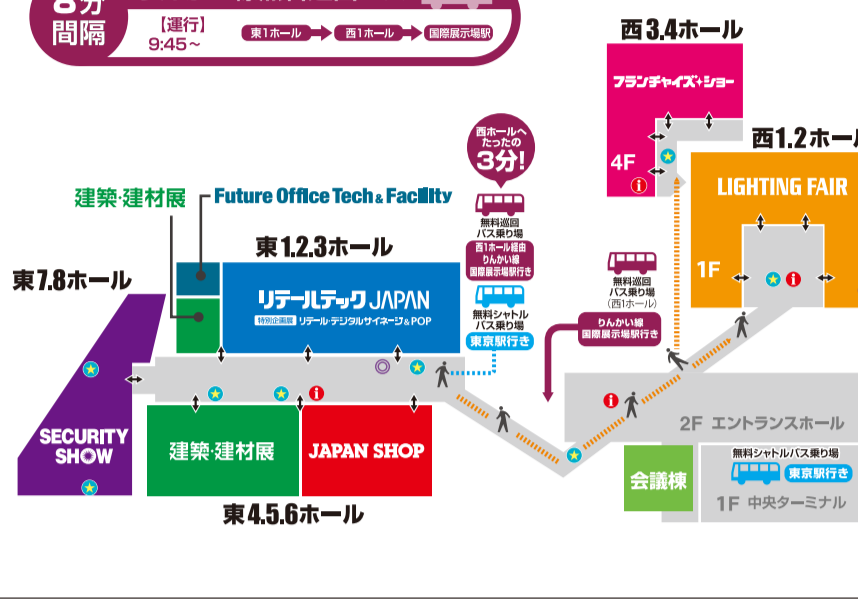 8分
間隔
【運行】
9:45～
東1ホール
西1ホール
国際展示場駅
西3.4ホール
フランチャイズ・ショー
4F
西1.2ホー
LIGHTING FAIR
1F
西ホールへ
たったの
3分!
無料巡回
バス乗り場
西1ホール経由
りんかい線
国際展示場駅行き
無料シャトル
バス乗り場
東京駅行き
無料巡回
バス乗り場
(西1ホール)
りんかい線
国際展示場駅行き
建築・建材展
Future Office Tech & Facility
東1.2.3ホール
東7.8ホール
リテールテック JAPAN
特別企画展 リテール・デジタルサイネージ&POP
SECURITY
SHOW
建築・建材展
JAPAN SHOP
東4.5.6ホール
2F エントランスホール
会議棟
無料シャトルバス乗り場
東京駅行き
1F 中央ターミナル